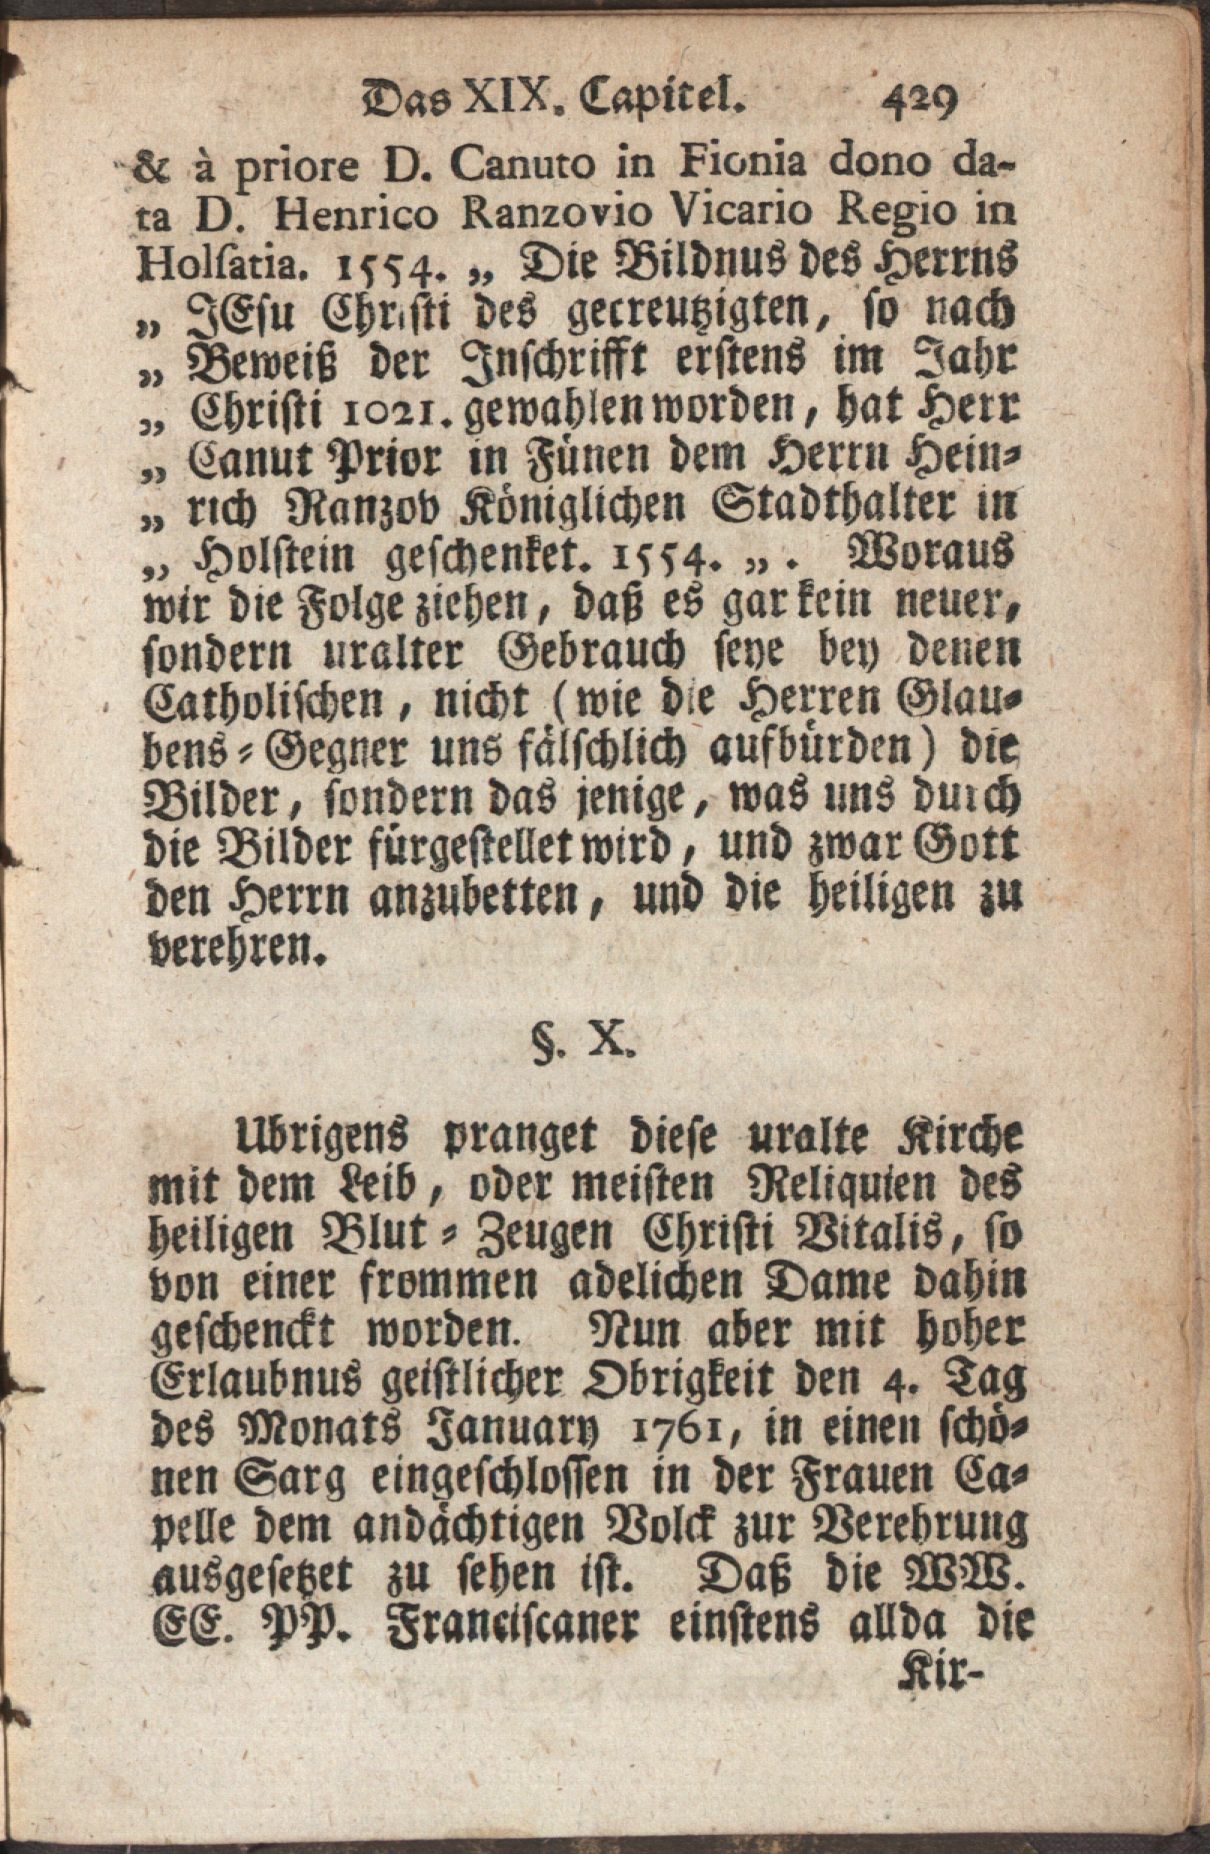 Das XIX. Capitel. 429
& à priore D. Canuto in Fionia dono da-
ta D. Henrico Ranzovio Vicario Regio in
Holsatia. 1554. „ Die Bildnus des Herrns
„ JEsu Christi des gecreutzigten, so nach
„ Beweiß der Inschrifft erstens im Jahr
„ Christi 1021. gewahlen worden, hat Herr
„ Canut Prior in Fünen dem Herrn Hein-
„ rich Ranzov Königlichen Stadthalter in
„ Holstein geschenket. 1554. „ . Woraus
wir die Folge ziehen, daß es gar kein neuer,
sondern uralter Gebrauch seye bey denen
Catholischen, nicht (wie die Herren Glau-
bens-Gegner uns fälschlich aufbürden) die
Bilder, sondern das jenige, was uns durch
die Bilder fürgestellet wird, und zwar Gott
den Herrn anzubetten, und die heiligen zu
verehren.
§. X.
Ubrigens pranget diese uralte Kirche
mit dem Leib, oder meisten Reliquien des
heiligen Blut-Zeugen Christi Vitalis, so
von einer frommen adelichen Dame dahin
geschenckt worden. Nun aber mit hoher
Erlaubnus geistlicher Obrigkeit den 4. Tag
des Monats January 1761, in einen schö-
nen Sarg eingeschlossen in der Frauen Ca-
pelle dem andächtigen Volck zur Verehrung
ausgesetzet zu sehen ist. Daß die WW.
EE. PP. Franciscaner einstens allda die
Kir-